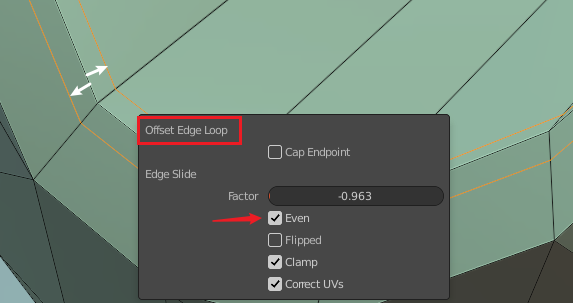 Offset Edge Loop
Cap Endpoint
Edge Slide
Factor -0.963
Even
Flipped
Clamp
Correct UVs